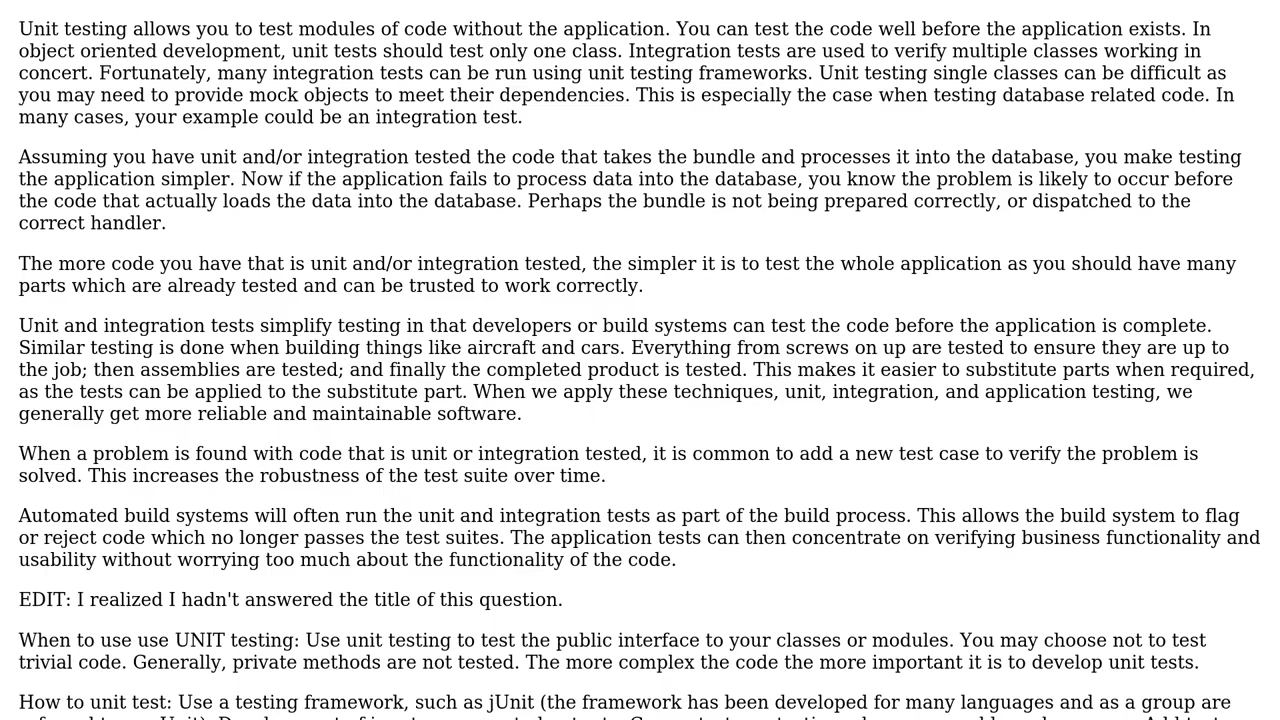 Unit testing allows you to test modules of code without the application. You can test the code well before the application exists. In
object oriented development, unit tests should test only one class. Integration tests are used to verify multiple classes working in
concert. Fortunately, many integration tests can be run using unit testing frameworks. Unit testing single classes can be difficult as
you may need to provide mock objects to meet their dependencies. This is especially the case when testing database related code. In
many cases, your example could be an integration test.
Assuming you have unit and/or integration tested the code that takes the bundle and processes it into the database, you make testing
the application simpler. Now if the application fails to process data into the database, you know the problem is likely to occur before
the code that actually loads the data into the database. Perhaps the bundle is not being prepared correctly, or dispatched to the
correct handler.
The more code you have that is unit and/or integration tested, the simpler it is to test the whole application as you should have many
parts which are already tested and can be trusted to work correctly.
Unit and integration tests simplify testing in that developers or build systems can test the code before the application is complete.
Similar testing is done when building things like aircraft and cars. Everything from screws on up are tested to ensure they are up to
the job; then assemblies are tested; and finally the completed product is tested. This makes it easier to substitute parts when required,
as the tests can be applied to the substitute part. When we apply these techniques, unit, integration, and application testing, we
generally get more reliable and maintainable software.
When a problem is found with code that is unit or integration tested, it is common to add a new test case to verify the problem is
solved. This increases the robustness of the test suite over time.
Automated build systems will often run the unit and integration tests as part of the build process. This allows the build system to flag
or reject code which no longer passes the test suites. The application tests can then concentrate on verifying business functionality and
usability without worrying too much about the functionality of the code.
EDIT: I realized I hadn't answered the title of this question.
When to use use UNIT testing: Use unit testing to test the public interface to your classes or modules. You may choose not to test
trivial code. Generally, private methods are not tested. The more complex the code the more important it is to develop unit tests.
How to unit test: Use a testing framework, such as jUnit (the framework has been developed for many languages and as a group are